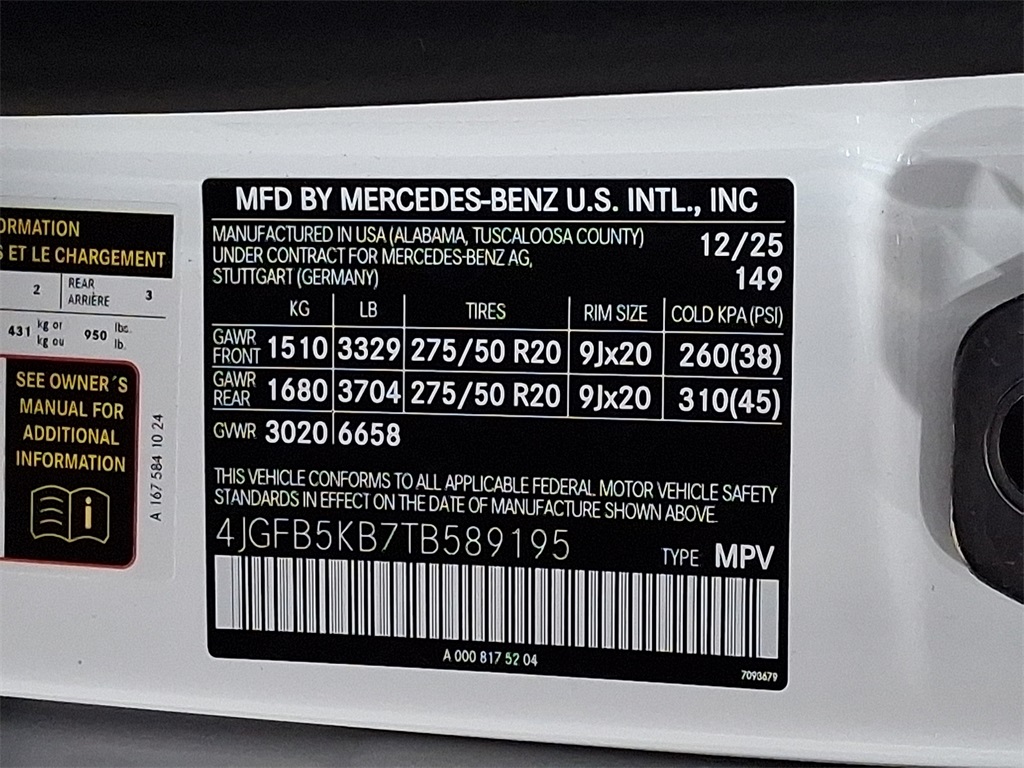 ORMATION
S ET LE CHARGEMENT
2 REAR ARRIÈRE 3
431 kg or kg ou 950 lbs. lb.
SEE OWNER´S
MANUAL FOR
ADDITIONAL
INFORMATION
i
A 167 584 10 24
MFD BY MERCEDES-BENZ U.S. INTL., INC
MANUFACTURED IN USA (ALABAMA, TUSCALOOSA COUNTY) 12/25
UNDER CONTRACT FOR MERCEDES-BENZ AG,
STUTTGART (GERMANY) 149
KG LB TIRES RIM SIZE COLD KPA (PSI)
GAWR FRONT 1510 3329 275/50 R20 9Jx20 260(38)
GAWR REAR 1680 3704 275/50 R20 9Jx20 310(45)
GVWR 3020 6658
THIS VEHICLE CONFORMS TO ALL APPLICABLE FEDERAL MOTOR VEHICLE SAFETY
STANDARDS IN EFFECT ON THE DATE OF MANUFACTURE SHOWN ABOVE.
4JGFB5KB7TB589195 TYPE MPV
A 000 817 52 04
7093679